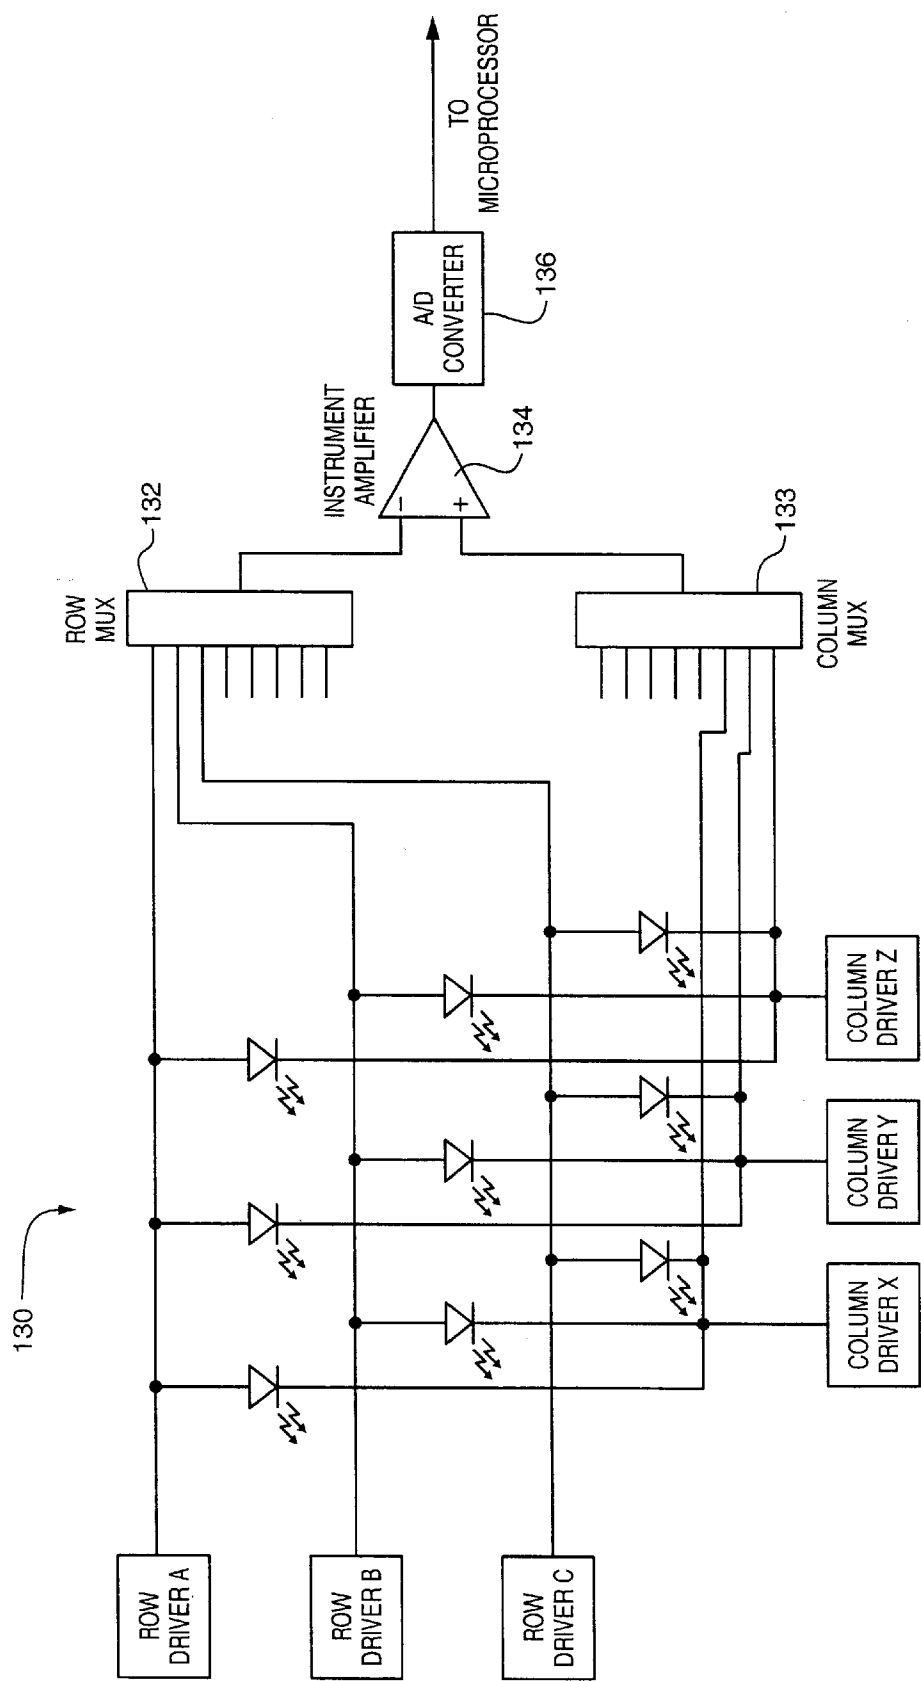 130
ROW
DRIVER A
ROW
DRIVER B
ROW
DRIVER C
COLUMN
DRIVER X
COLUMN
DRIVER Y
COLUMN
DRIVER Z
ROW
MUX
132
COLUMN
MUX
133
INSTRUMENT
AMPLIFIER
-
+
134
A/D
CONVERTER
136
TO
MICROPROCESSOR